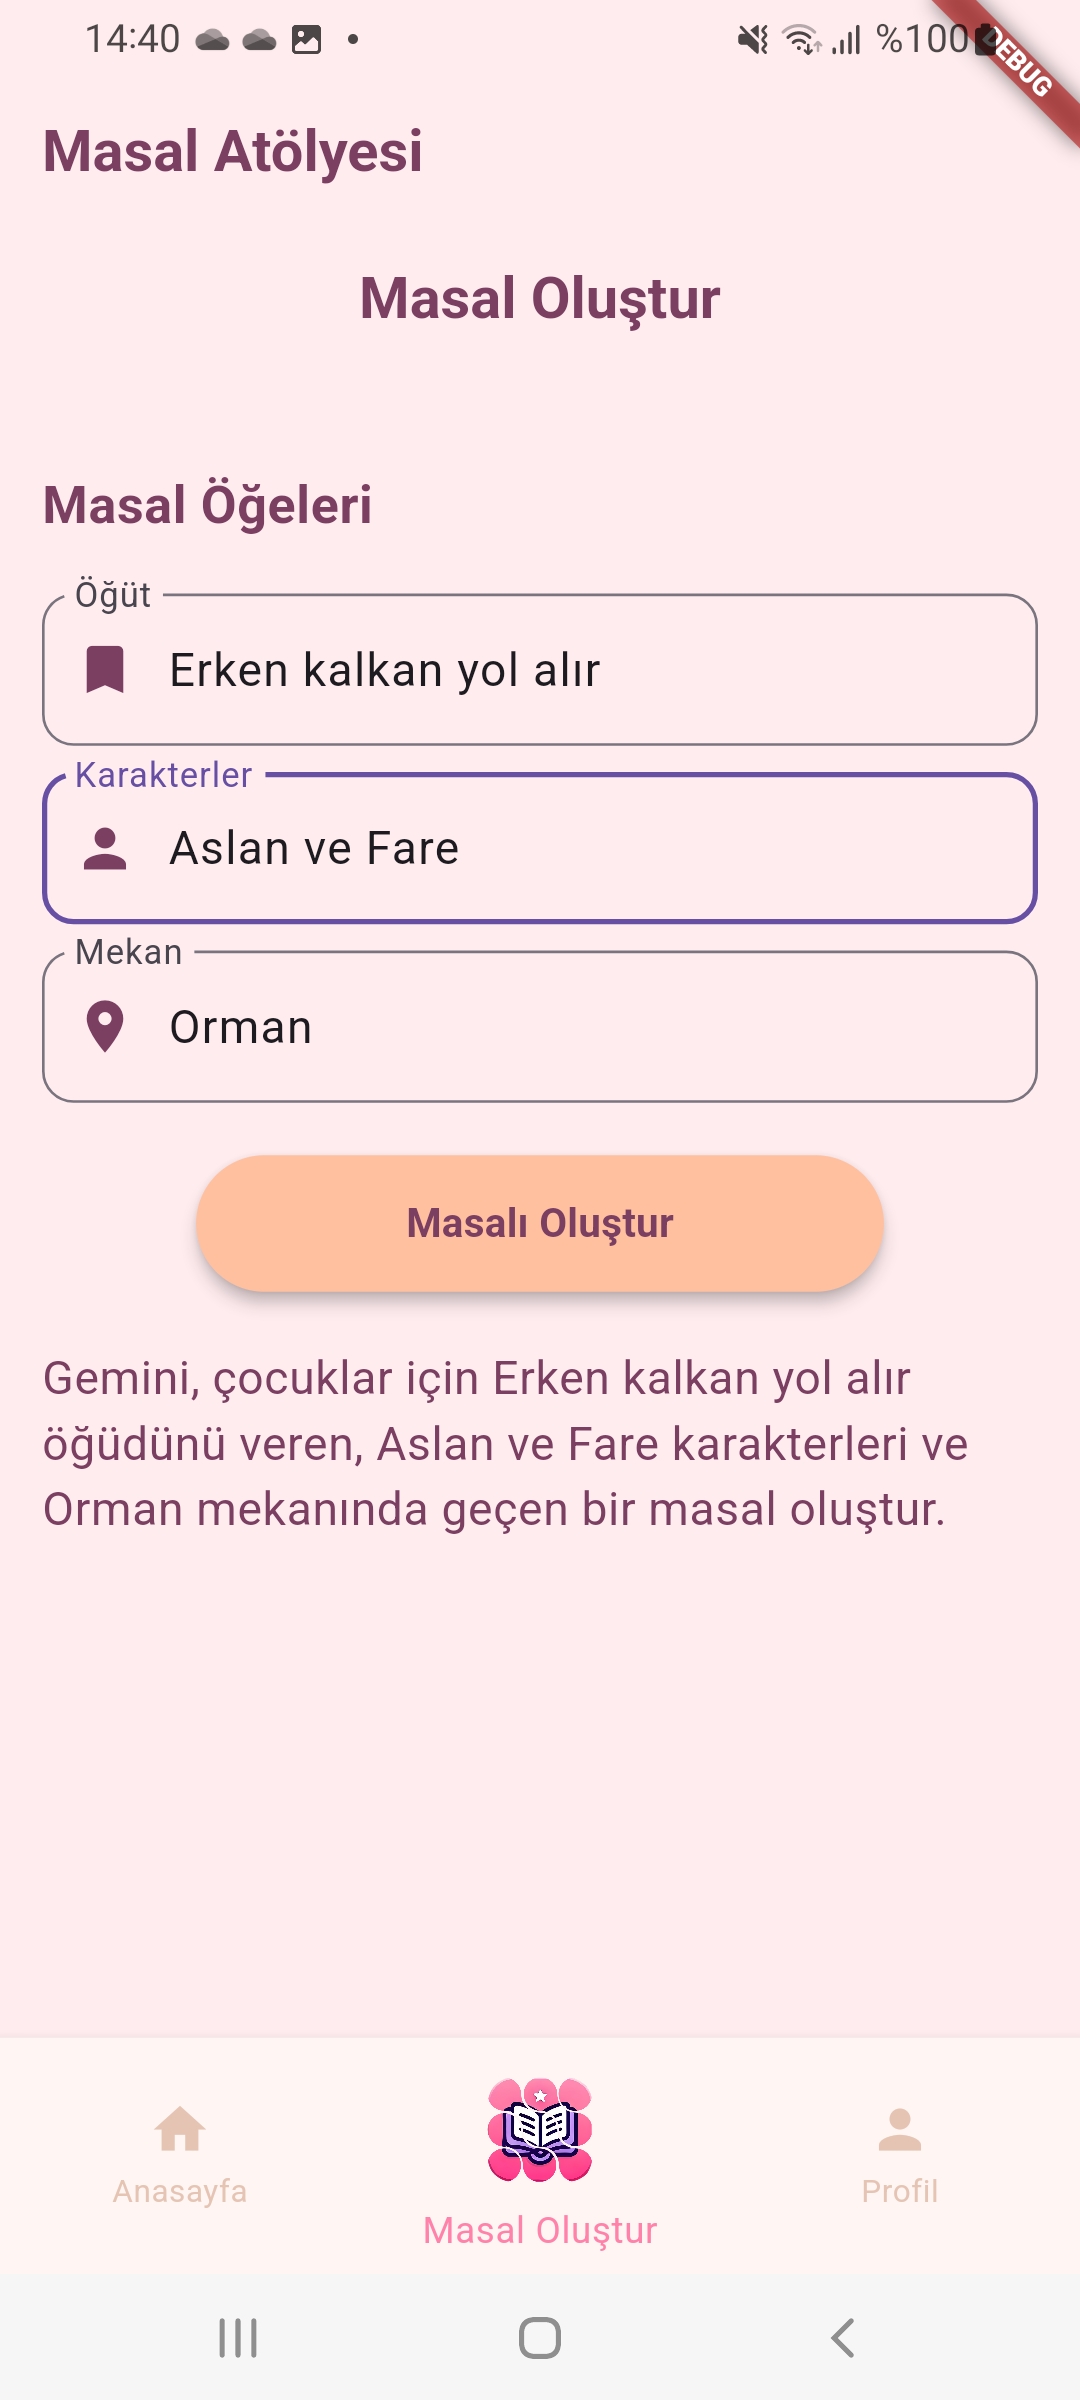 14:40
%100
DEBUG
Masal Atölyesi
Masal Oluştur
Masal Öğeleri
Öğüt
Erken kalkan yol alır
Karakterler
Aslan ve Fare
Mekan
Orman
Masalı Oluştur
Gemini, çocuklar için Erken kalkan yol alır
öğüdünü veren, Aslan ve Fare karakterleri ve
Orman mekanında geçen bir masal oluştur.
Anasayfa
Masal Oluştur
Profil